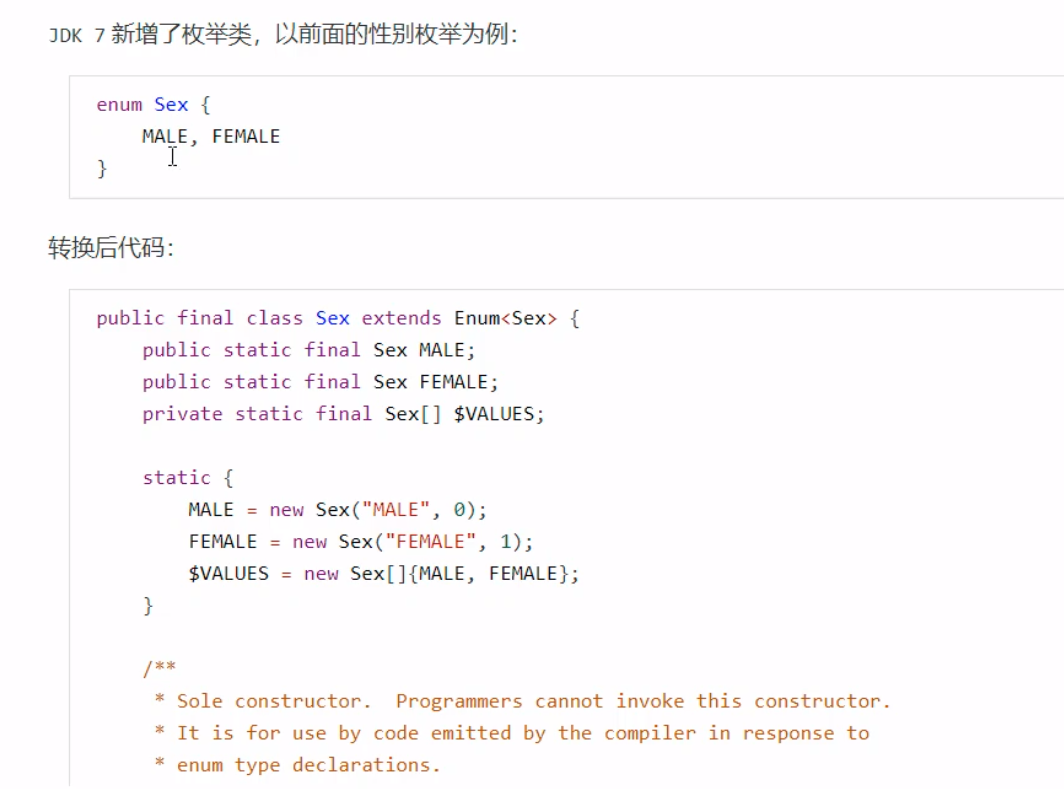 JDK 7 新增了枚举类，以前面的性别枚举为例：
enum Sex {
    MALE, FEMALE
}
转换后代码：
public final class Sex extends Enum<Sex> {
    public static final Sex MALE;
    public static final Sex FEMALE;
    private static final Sex[] $VALUES;
    static {
        MALE = new Sex("MALE", 0);
        FEMALE = new Sex("FEMALE", 1);
        $VALUES = new Sex[]{MALE, FEMALE};
    }
    /**
     * Sole constructor.  Programmers cannot invoke this constructor.
     * It is for use by code emitted by the compiler in response to
     * enum type declarations.